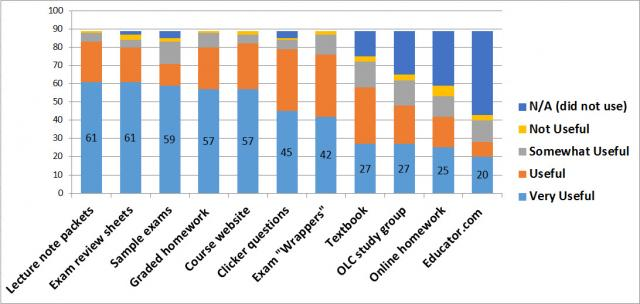 100
90
80
70
60
50
40
30
20
10
0
61
61
59
57
57
45
42
27
27
25
20
Lecture note packets
Exam review sheets
Sample exams
Graded homework
Course website
Clicker questions
Exam "Wrappers"
Textbook
OLC study group
Online homework
Educator.com
N/A (did not use)
Not Useful
Somewhat Useful
Useful
Very Useful